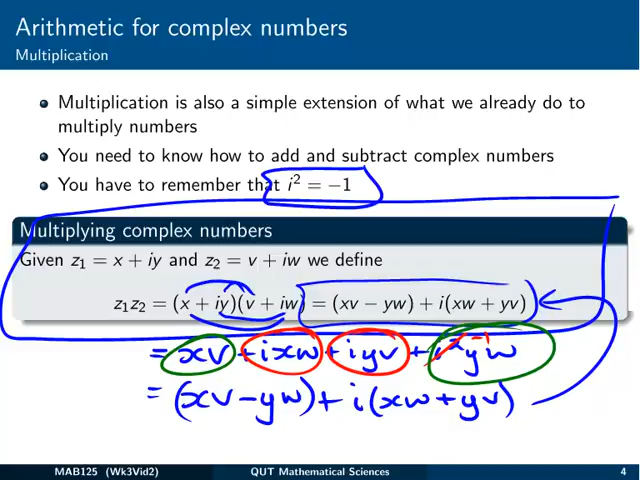 Arithmetic for complex numbers
Multiplication
Multiplication is also a simple extension of what we already do to
multiply numbers
You need to know how to add and subtract complex numbers
You have to remember that i² = −1
Multiplying complex numbers
Given z₁ = x + iy and z₂ = v + iw we define
z₁z₂ = (x + iy)(v + iw) = (xv − yw) + i(xw + yv)
= xv + ixw + iyv + i²yw
-1
= (xv − yw) + i(xw + yv)
MAB125 (Wk3Vid2) QUT Mathematical Sciences 4